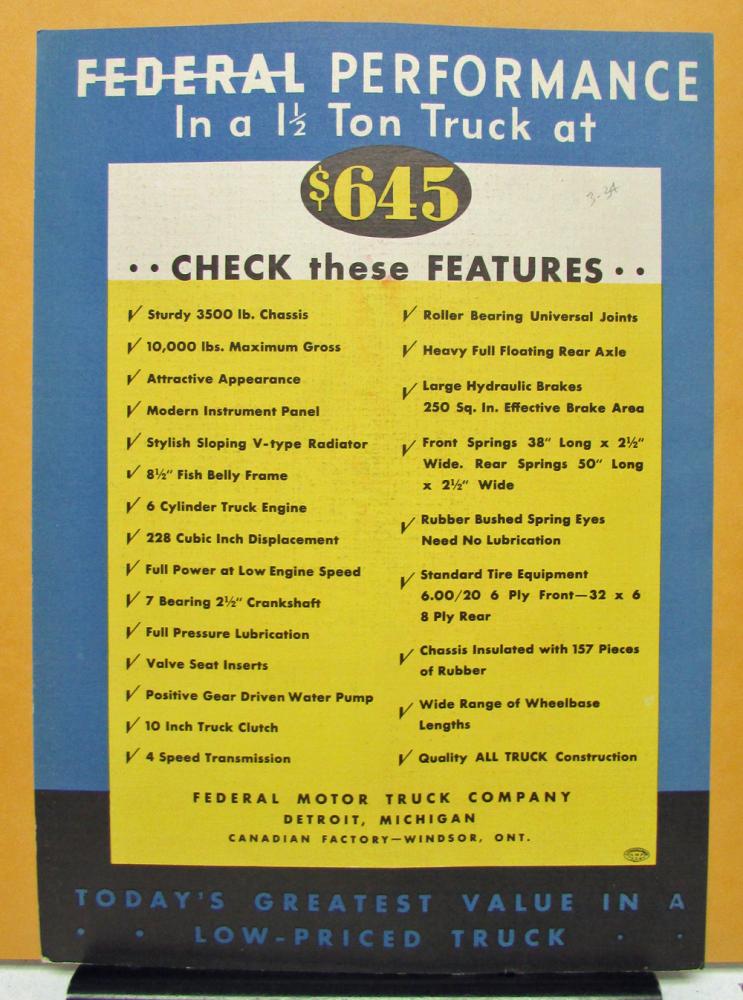 FEDERAL PERFORMANCE
In a 1½ Ton Truck at
$645
·· CHECK these FEATURES ··
✓ Sturdy 3500 lb. Chassis
✓ 10,000 lbs. Maximum Gross
✓ Attractive Appearance
✓ Modern Instrument Panel
✓ Stylish Sloping V-type Radiator
✓ 8½" Fish Belly Frame
✓ 6 Cylinder Truck Engine
✓ 228 Cubic Inch Displacement
✓ Full Power at Low Engine Speed
✓ 7 Bearing 2½" Crankshaft
✓ Full Pressure Lubrication
✓ Valve Seat Inserts
✓ Positive Gear Driven Water Pump
✓ 10 Inch Truck Clutch
✓ 4 Speed Transmission
✓ Roller Bearing Universal Joints
✓ Heavy Full Floating Rear Axle
✓ Large Hydraulic Brakes
250 Sq. In. Effective Brake Area
✓ Front Springs 38" Long x 2½"
Wide. Rear Springs 50" Long
x 2½" Wide
✓ Rubber Bushed Spring Eyes
Need No Lubrication
✓ Standard Tire Equipment
6.00/20 6 Ply Front—32 x 6
8 Ply Rear
✓ Chassis Insulated with 157 Pieces
of Rubber
✓ Wide Range of Wheelbase
Lengths
✓ Quality ALL TRUCK Construction
FEDERAL MOTOR TRUCK COMPANY
DETROIT, MICHIGAN
CANADIAN FACTORY—WINDSOR, ONT.
TODAY'S GREATEST VALUE IN A
· · LOW-PRICED TRUCK · ·